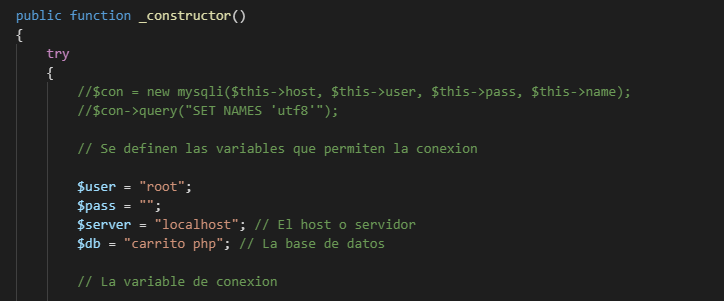 public function _constructor()
{
try
{
//$con = new mysqli($this->host, $this->user, $this->pass, $this->name);
//$con->query("SET NAMES 'utf8'");
// Se definen las variables que permiten la conexion
$user = "root";
$pass = "";
$server = "localhost"; // El host o servidor
$db = "carrito php"; // La base de datos
// La variable de conexion